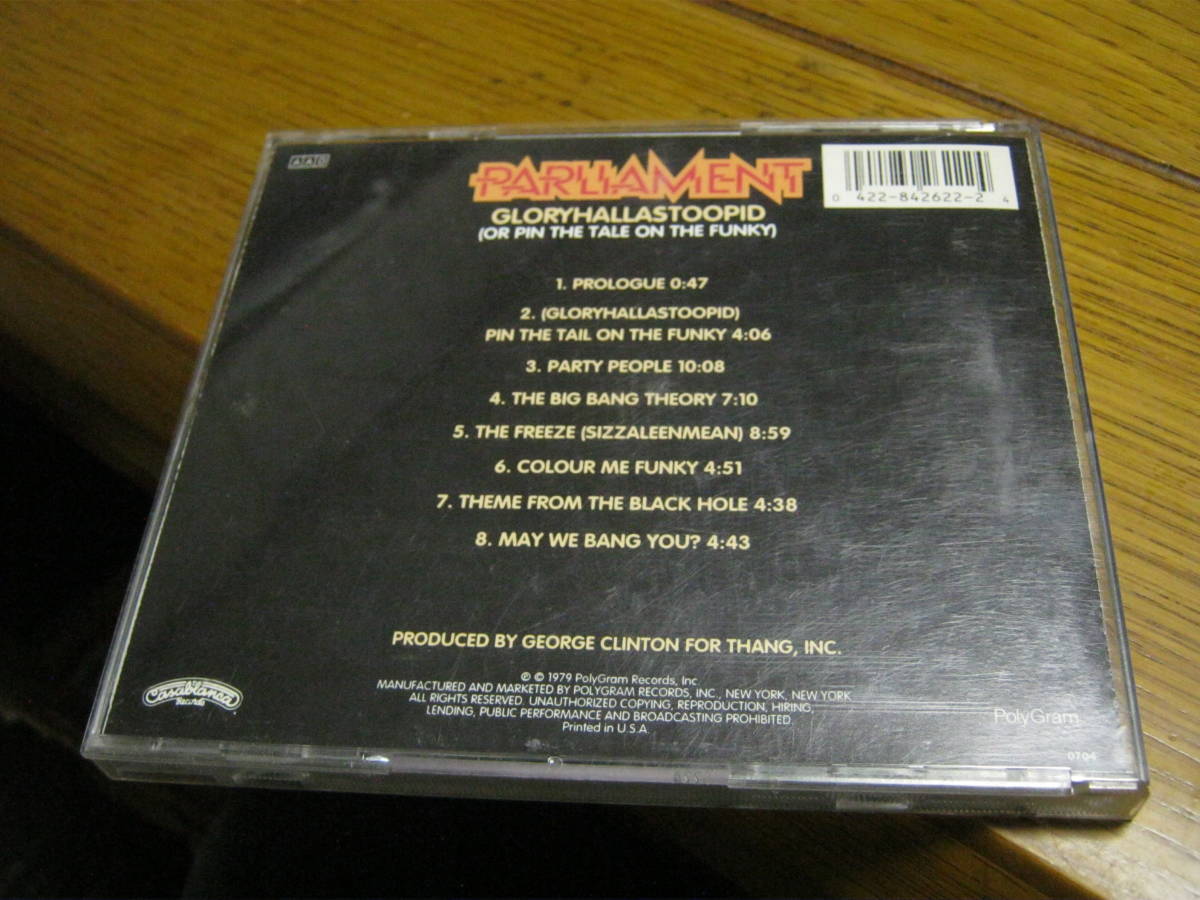 AAD
PARLIAMENT
GLORYHALLASTOOPID
(OR PIN THE TALE ON THE FUNKY)
0 422-842622-2 4
1. PROLOGUE 0:47
2. (GLORYHALLASTOOPID)
PIN THE TAIL ON THE FUNKY 4:06
3. PARTY PEOPLE 10:08
4. THE BIG BANG THEORY 7:10
5. THE FREEZE (SIZZALEENMEAN) 8:59
6. COLOUR ME FUNKY 4:51
7. THEME FROM THE BLACK HOLE 4:38
8. MAY WE BANG YOU? 4:43
PRODUCED BY GEORGE CLINTON FOR THANG, INC.
℗ © 1979 PolyGram Records, Inc.
MANUFACTURED AND MARKETED BY POLYGRAM RECORDS, INC., NEW YORK, NEW YORK
ALL RIGHTS RESERVED. UNAUTHORIZED COPYING, REPRODUCTION, HIRING,
LENDING, PUBLIC PERFORMANCE AND BROADCASTING PROHIBITED.
Printed in U.S.A.
Casablanca
Records
PolyGram
0704